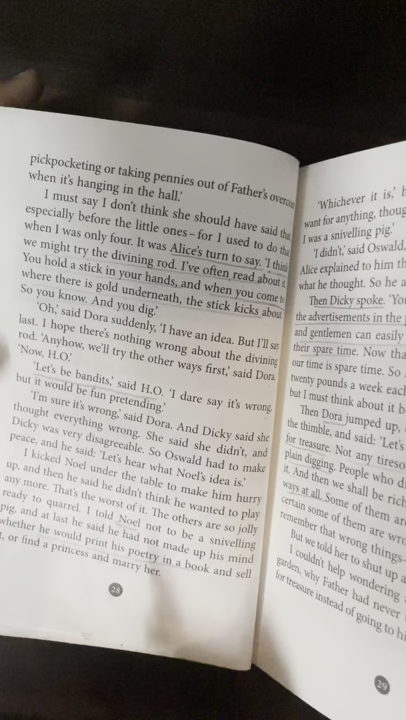 pickpocketing or taking pennies out of Father's overcoat
when it's hanging in the hall.'
I must say I don't think she should have said that
especially before the little ones – for I used to do that
when I was only four. It was Alice's turn to say. 'I think
we might try the divining rod. I've often read about it.
You hold a stick in your hands, and when you come to
where there is gold underneath, the stick kicks about.
So you know. And you dig.'
'Oh,' said Dora suddenly, 'I have an idea. But I'll say
last. I hope there's nothing wrong about the divining
rod. 'Anyhow, we'll try the other ways first,' said Dora
'Now, H.O.'
'Let's be bandits,' said H.O. 'I dare say it's wrong,
but it would be fun pretending.'
'I'm sure it's wrong,' said Dora. And Dicky said she
thought everything wrong. She said she didn't, and
Dicky was very disagreeable. So Oswald had to make
peace, and he said: 'Let's hear what Noel's idea is.'
I kicked Noel under the table to make him hurry
up, and then he said he didn't think he wanted to play
any more. That's the worst of it. The others are so jolly
ready to quarrel. I told Noel not to be a snivelling
pig, and at last he said he had not made up his mind
whether he would print his poetry in a book and sell
, or find a princess and marry her.
28
'Whichever it is,'
want for anything, though
I was a snivelling pig.'
'I didn't,' said Oswald,
Alice explained to him th
what he thought. So he a
Then Dicky spoke. 'Yo
the advertisements in the
and gentlemen can easily
their spare time. Now tha
our time is spare time. So
twenty pounds a week each
but I must think about it b
Then Dora jumped up,
the thimble, and said: 'Let's
for treasure. Not any tireso
plain digging. People who di
it. And then we shall be rich
ways at all. Some of them are
certain some of them are wro
remember that wrong things–
But we told her to shut up a
I couldn't help wondering
garden, why Father had never
for treasure instead of going to hi
29